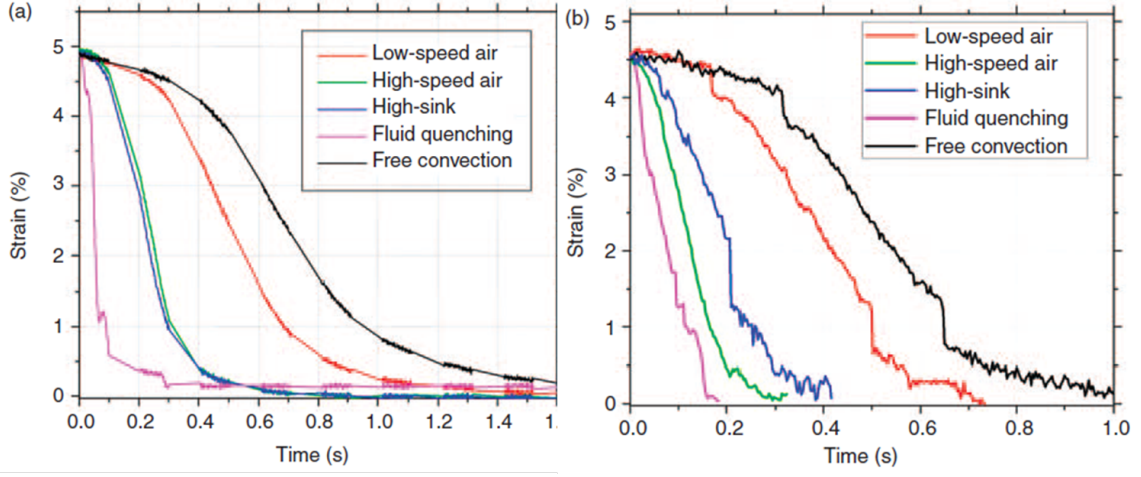 (a)
Strain (%)
5
4
3
2
1
0
Low-speed air
High-speed air
High-sink
Fluid quenching
Free convection
0.0 0.2 0.4 0.6 0.8 1.0 1.2 1.4 1.
Time (s)
(b)
Strain (%)
5
4
3
2
1
0
Low-speed air
High-speed air
High-sink
Fluid quenching
Free convection
0.0 0.2 0.4 0.6 0.8 1.0
Time (s)